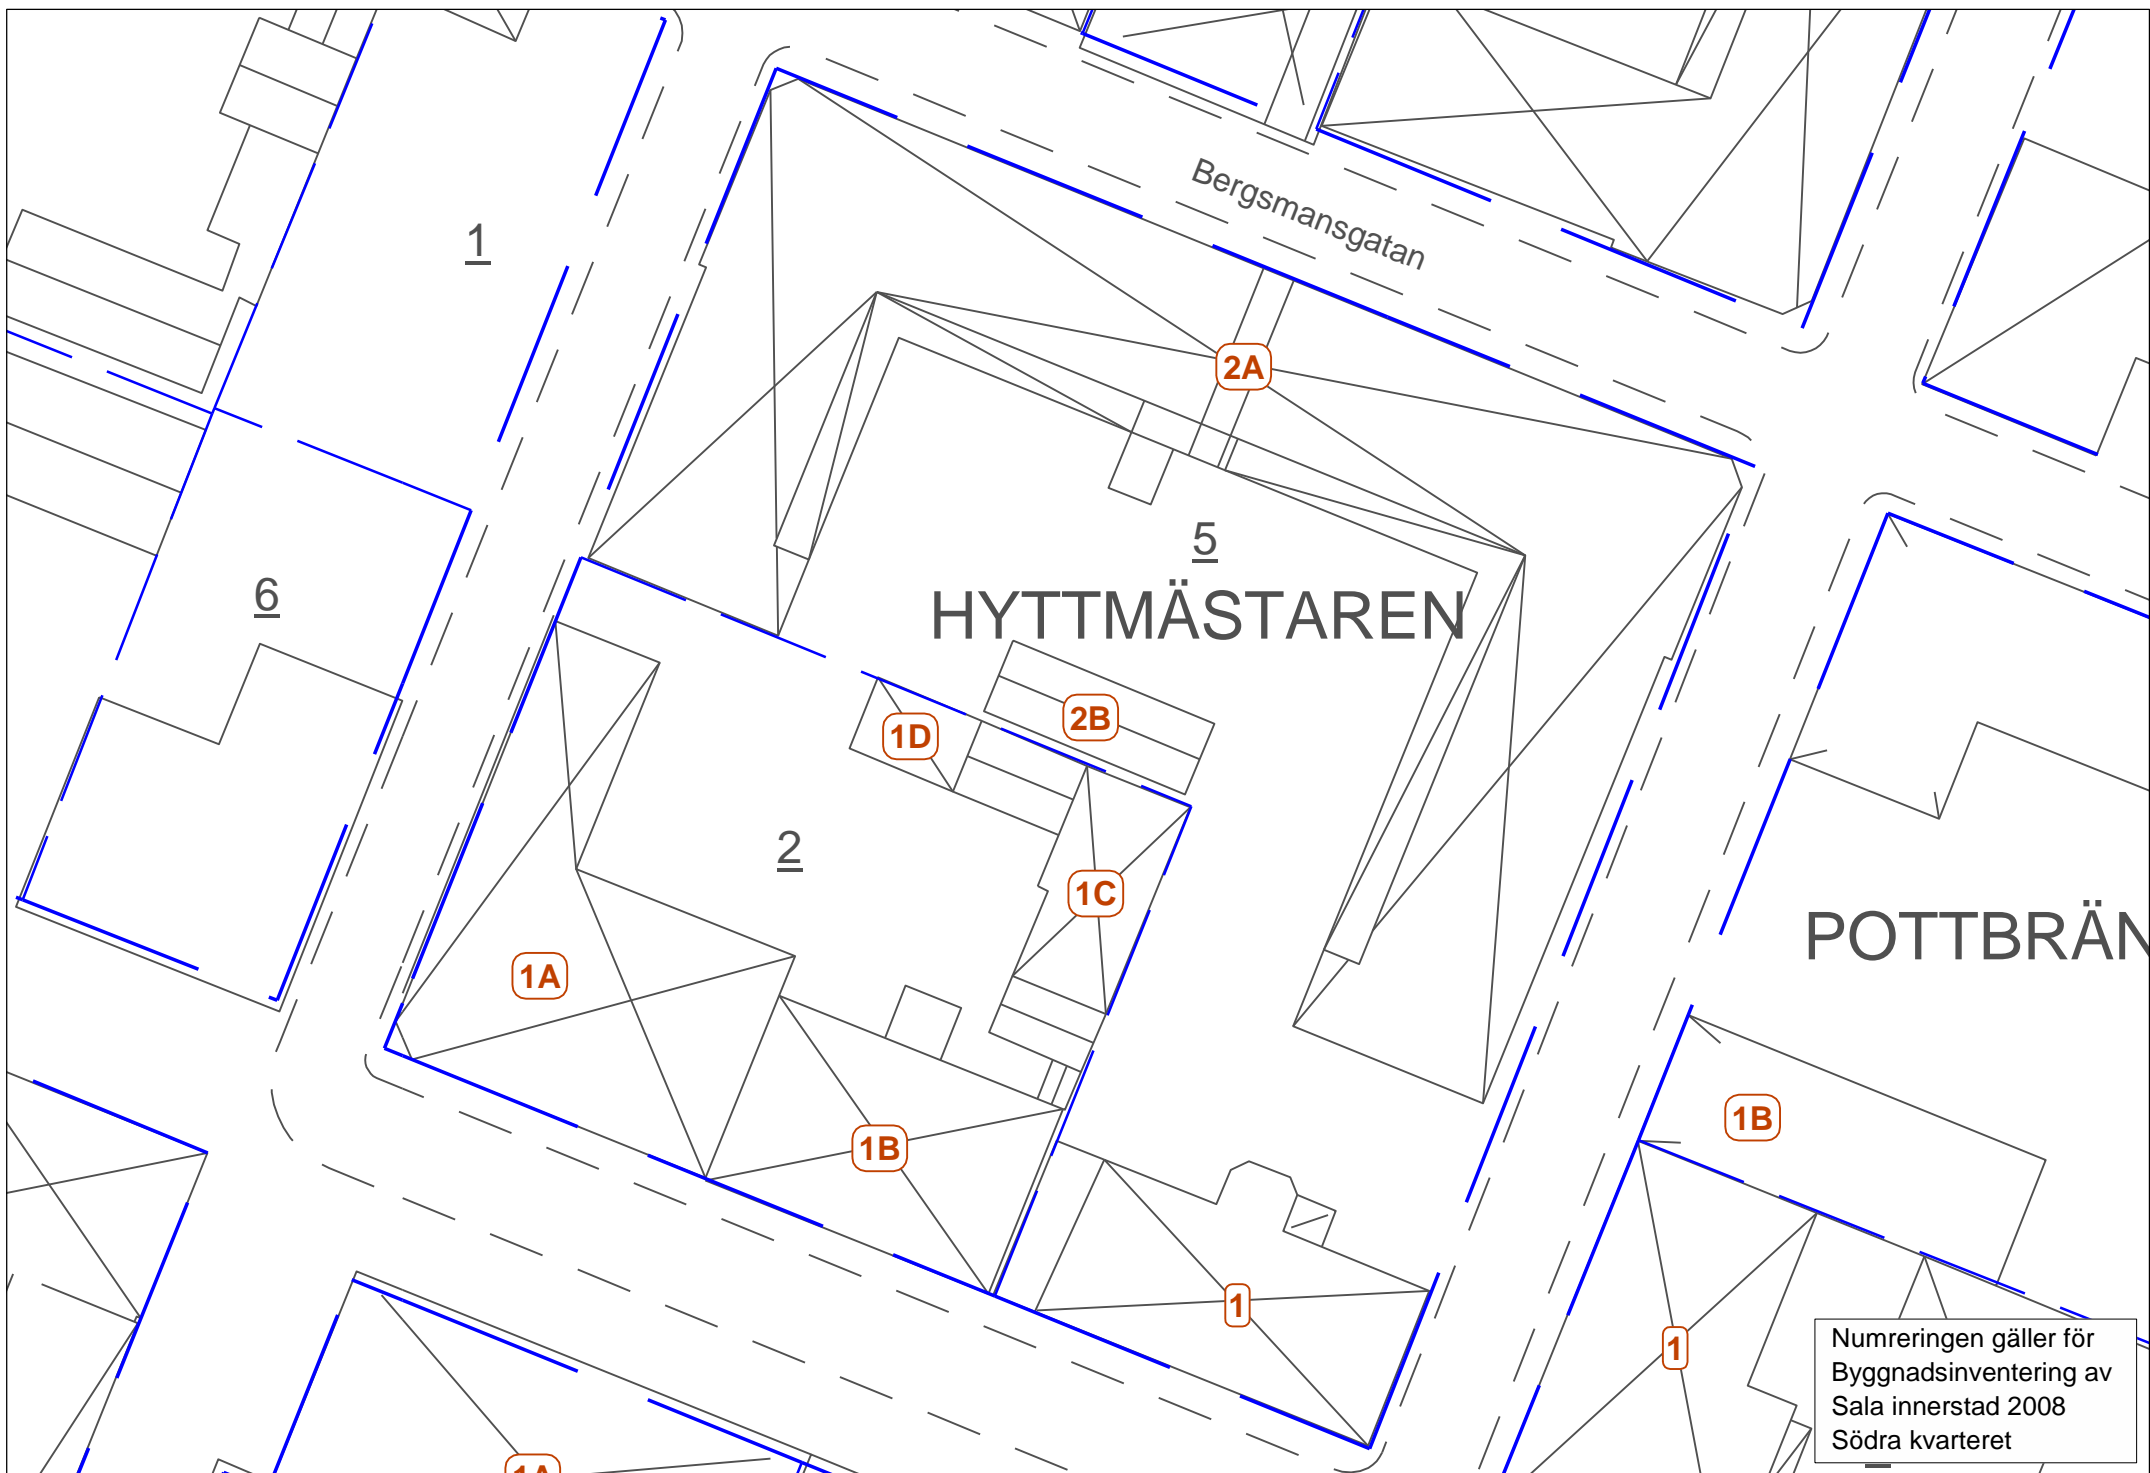 Bergsmansgatan
1
2A
5
6
HYTTMÄSTAREN
2B
1D
2
1C
POTTBRÄN
1A
1B
1B
1
1
1A
Numreringen gäller för
Byggnadsinventering av
Sala innerstad 2008
Södra kvarteret